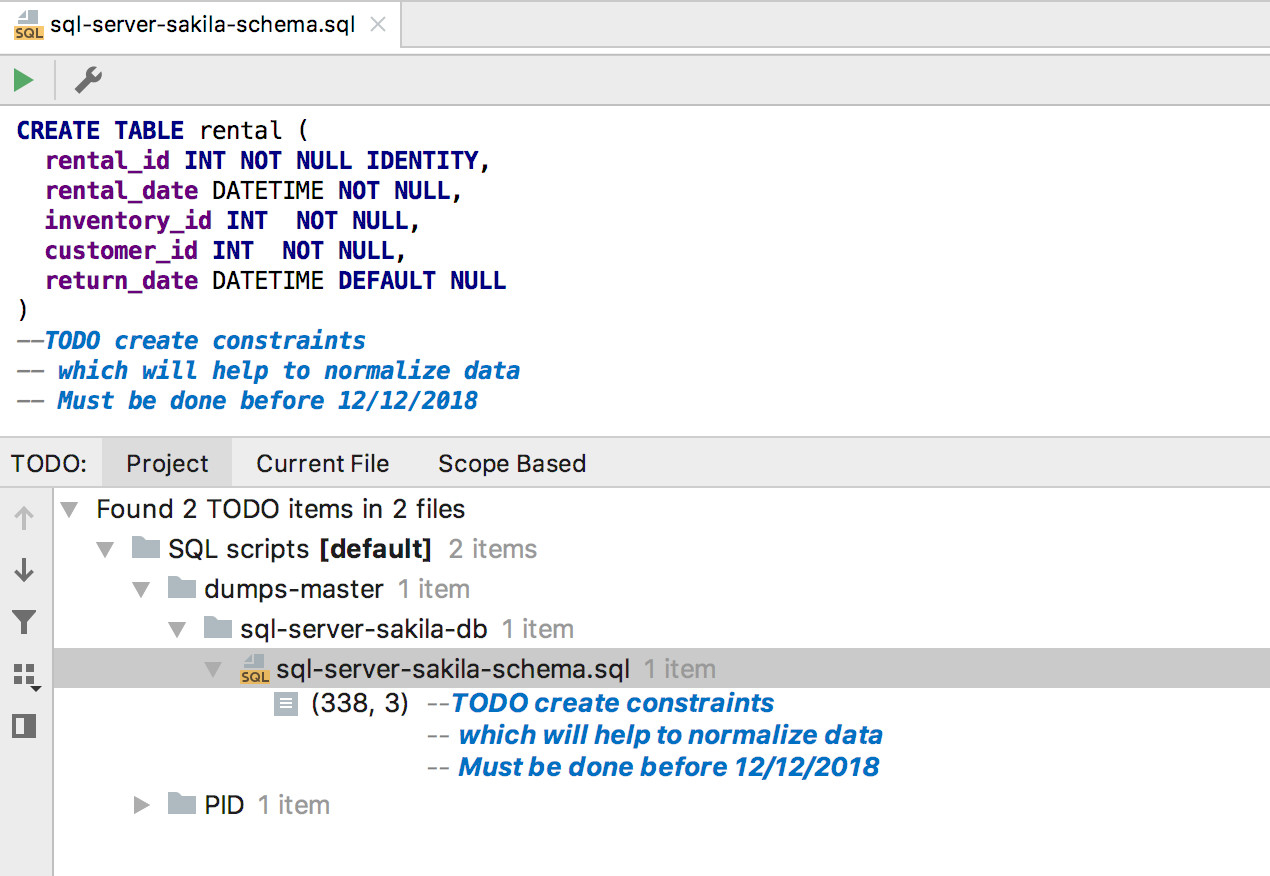 SQL sql-server-sakila-schema.sql
CREATE TABLE rental (
  rental_id INT NOT NULL IDENTITY,
  rental_date DATETIME NOT NULL,
  inventory_id INT  NOT NULL,
  customer_id INT  NOT NULL,
  return_date DATETIME DEFAULT NULL
)
--TODO create constraints
-- which will help to normalize data
-- Must be done before 12/12/2018
TODO: Project Current File Scope Based
Found 2 TODO items in 2 files
SQL scripts [default] 2 items
dumps-master 1 item
sql-server-sakila-db 1 item
SQL sql-server-sakila-schema.sql 1 item
(338, 3) --TODO create constraints
-- which will help to normalize data
-- Must be done before 12/12/2018
PID 1 item